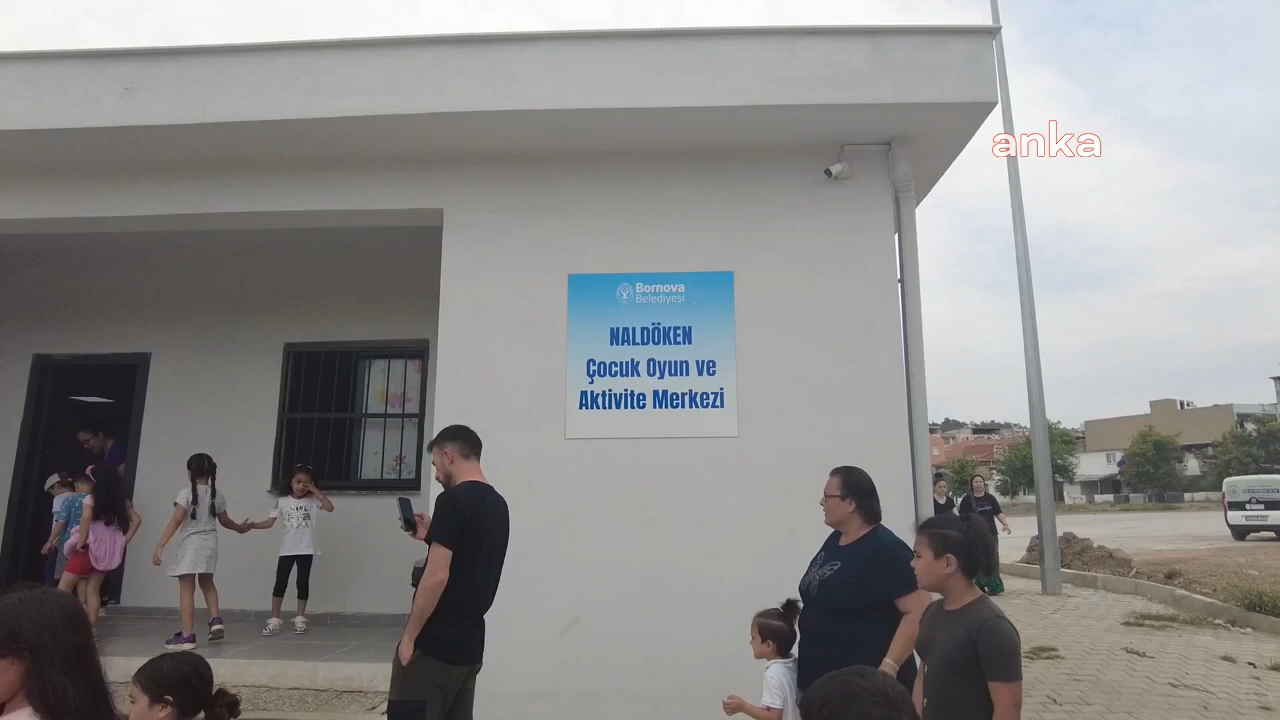 anka
Bornova
Belediyesi
NALDÖKEN
Çocuk Oyun ve
Aktivite Merkezi